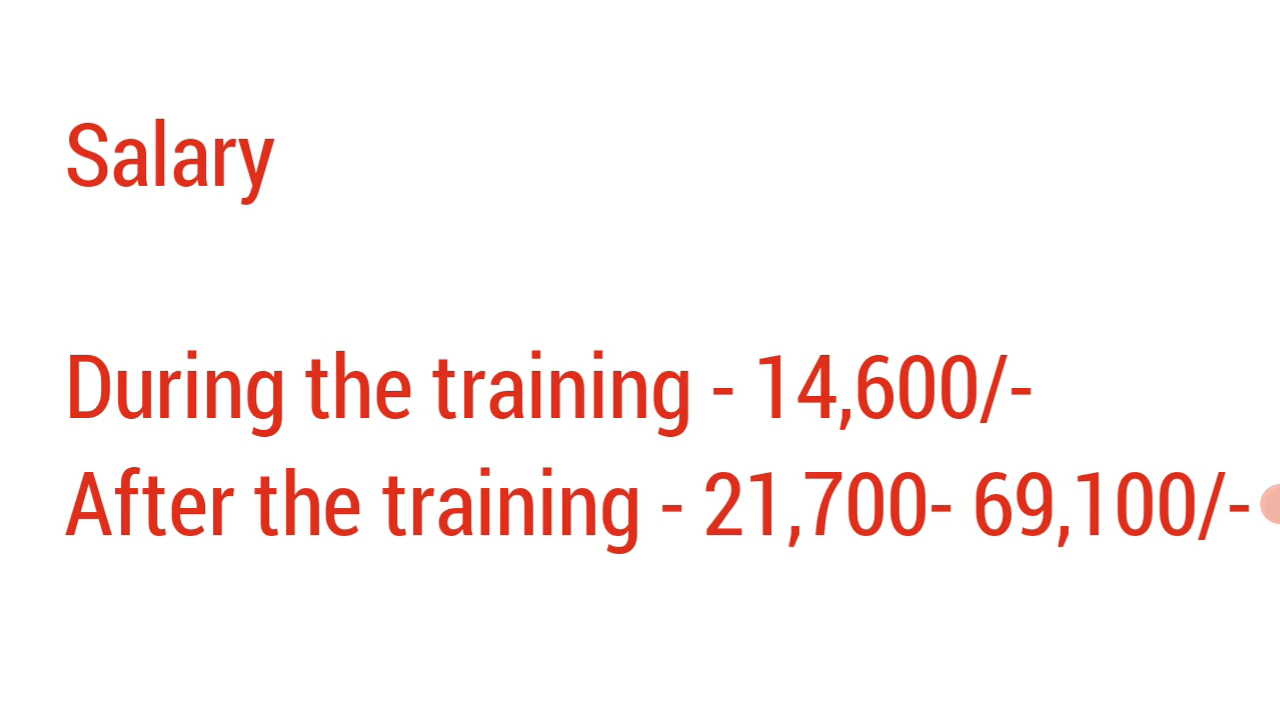 Salary
During the training - 14,600/-
After the training - 21,700- 69,100/-